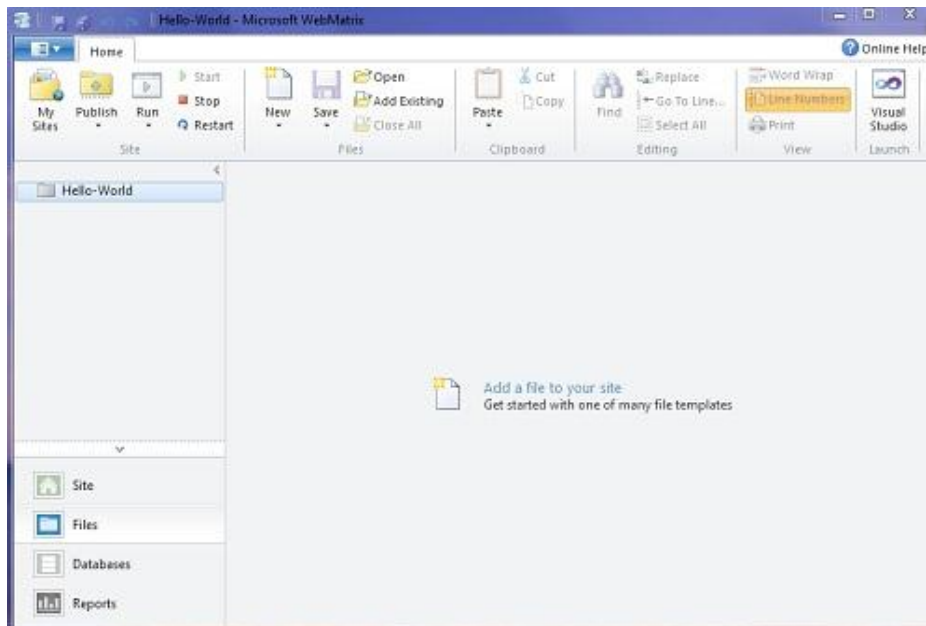 Hello-World - Microsoft WebMatrix
Home
Online Help
My Sites
Publish
Run
Start
Stop
Restart
Site
New
Save
Open
Add Existing
Close All
Files
Paste
Cut
Copy
Clipboard
Find
Replace
Go To Line...
Select All
Editing
Word Wrap
Line Numbers
Print
View
Visual Studio
Launch
Hello-World
Add a file to your site
Get started with one of many file templates
Site
Files
Databases
Reports